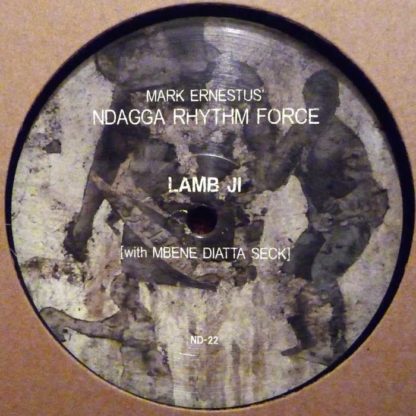 MARK ERNESTUS'
NDAGGA RHYTHM FORCE
LAMB JI
[with MBENE DIATTA SECK]
ND-22